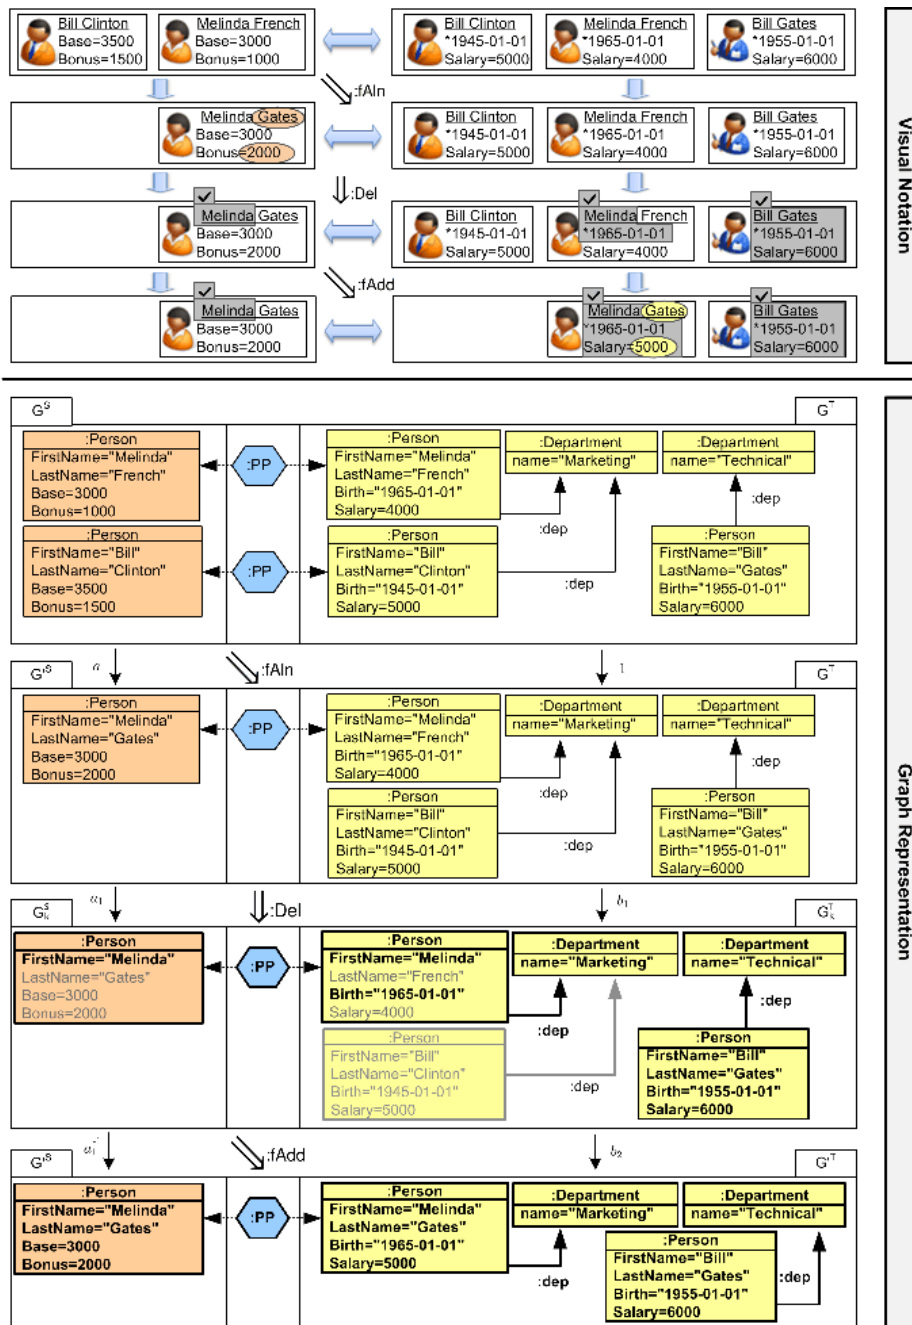 Bill Clinton
Base=3500
Bonus=1500
Melinda French
Base=3000
Bonus=1000
Bill Clinton
*1945-01-01
Salary=5000
Melinda French
*1965-01-01
Salary=4000
Bill Gates
*1955-01-01
Salary=6000
:fAln
Melinda Gates
Base=3000
Bonus=2000
Bill Clinton
*1945-01-01
Salary=5000
Melinda French
*1965-01-01
Salary=4000
Bill Gates
*1955-01-01
Salary=6000
:Del
Melinda Gates
Base=3000
Bonus=2000
Bill Clinton
*1945-01-01
Salary=5000
Melinda French
*1965-01-01
Salary=4000
Bill Gates
*1955-01-01
Salary=6000
:fAdd
Melinda Gates
Base=3000
Bonus=2000
Melinda Gates
*1965-01-01
Salary=5000
Bill Gates
*1955-01-01
Salary=6000
Visual Notation
G^S
G^T
:Person
FirstName="Melinda"
LastName="French"
Base=3000
Bonus=1000
:PP
:Person
FirstName="Melinda"
LastName="French"
Birth="1965-01-01"
Salary=4000
:Department
name="Marketing"
:Department
name="Technical"
:dep
:dep
:Person
FirstName="Bill"
LastName="Clinton"
Base=3500
Bonus=1500
:PP
:Person
FirstName="Bill"
LastName="Clinton"
Birth="1945-01-01"
Salary=5000
:dep
:Person
FirstName="Bill"
LastName="Gates"
Birth="1955-01-01"
Salary=6000
a
:fAln
1
G'^S
G^T
:Person
FirstName="Melinda"
LastName="Gates"
Base=3000
Bonus=2000
:PP
:Person
FirstName="Melinda"
LastName="French"
Birth="1965-01-01"
Salary=4000
:Department
name="Marketing"
:Department
name="Technical"
:dep
:dep
:Person
FirstName="Bill"
LastName="Clinton"
Birth="1945-01-01"
Salary=5000
:dep
:Person
FirstName="Bill"
LastName="Gates"
Birth="1955-01-01"
Salary=6000
a₁
:Del
b₁
G_k^S
G_k^T
:Person
FirstName="Melinda"
LastName="Gates"
Base=3000
Bonus=2000
:PP
:Person
FirstName="Melinda"
LastName="French"
Birth="1965-01-01"
Salary=4000
:Department
name="Marketing"
:Department
name="Technical"
:dep
:dep
:Person
FirstName="Bill"
LastName="Clinton"
Birth="1945-01-01"
Salary=5000
:dep
:Person
FirstName="Bill"
LastName="Gates"
Birth="1955-01-01"
Salary=6000
:fAdd
b₂
G'^S
G'^T
:Person
FirstName="Melinda"
LastName="Gates"
Base=3000
Bonus=2000
:PP
:Person
FirstName="Melinda"
LastName="Gates"
Birth="1965-01-01"
Salary=5000
:Department
name="Marketing"
:Department
name="Technical"
:dep
:Person
FirstName="Bill"
LastName="Gates"
Birth="1955-01-01"
Salary=6000
:dep
Graph Representation